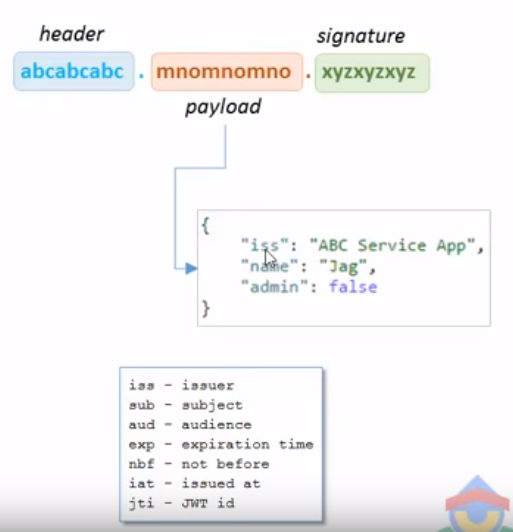 header
signature
abcabcabc . mnomnomno . xyzxyzxyz
payload
{
"iss": "ABC Service App",
"name": "Jag",
"admin": false
}
iss - issuer
sub - subject
aud - audience
exp - expiration time
nbf - not before
iat - issued at
jti - JWT id